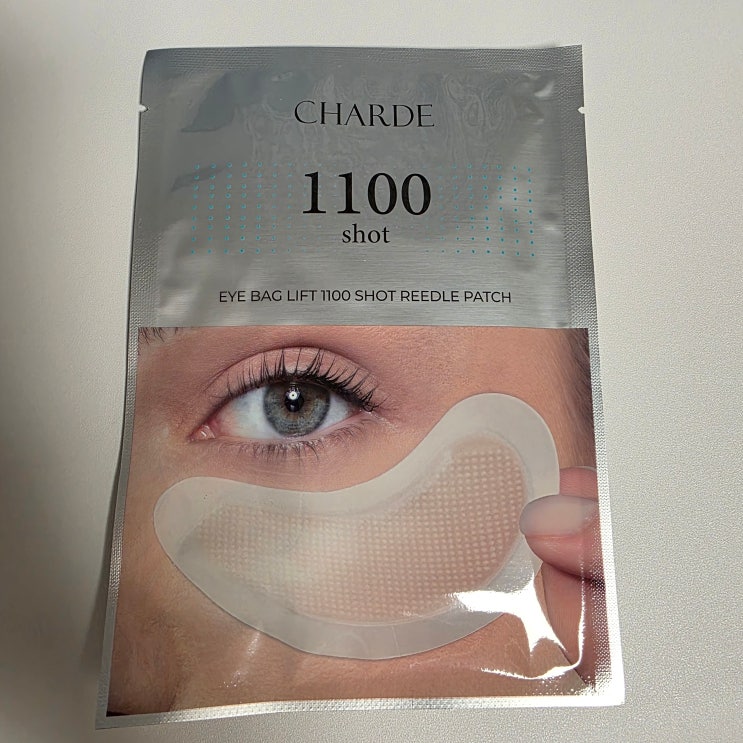 CHARDE
1100
shot
EYE BAG LIFT 1100 SHOT REEDLE PATCH